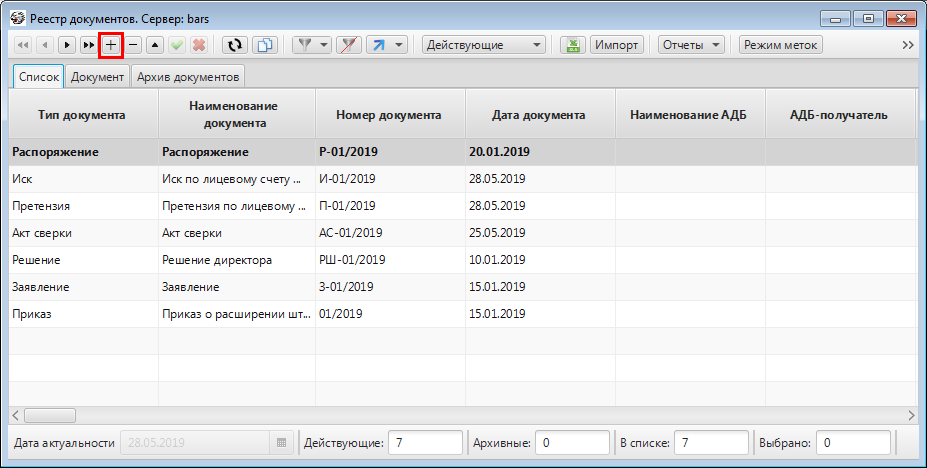 Реестр документов. Сервер: bars
Действующие Импорт Отчеты Режим меток
Список Документ Архив документов
Тип документа Наименование документа Номер документа Дата документа Наименование АДБ АДБ-получатель
Распоряжение Распоряжение Р-01/2019 20.01.2019
Иск Иск по лицевому счету ... И-01/2019 28.05.2019
Претензия Претензия по лицевому ... П-01/2019 28.05.2019
Акт сверки Акт сверки АС-01/2019 25.05.2019
Решение Решение директора РШ-01/2019 10.01.2019
Заявление Заявление З-01/2019 15.01.2019
Приказ Приказ о расширении шт... 01/2019 15.01.2019
Дата актуальности 28.05.2019 Действующие: 7 Архивные: 0 В списке: 7 Выбрано: 0